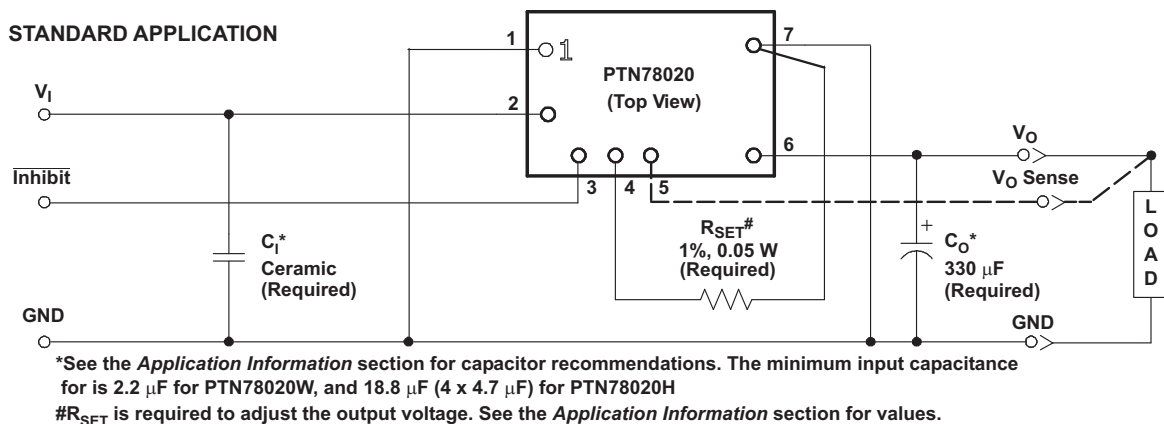 STANDARD APPLICATION
1
1
7
PTN78020
(Top View)
V_I
2
6
V_O
Inhibit
3
4
5
V_O Sense
L
O
A
D
C_I*
Ceramic
(Required)
R_SET#
1%, 0.05 W
(Required)
+
C_O*
330 μF
(Required)
GND
GND
*See the Application Information section for capacitor recommendations. The minimum input capacitance
for is 2.2 μF for PTN78020W, and 18.8 μF (4 x 4.7 μF) for PTN78020H
#R_SET is required to adjust the output voltage. See the Application Information section for values.